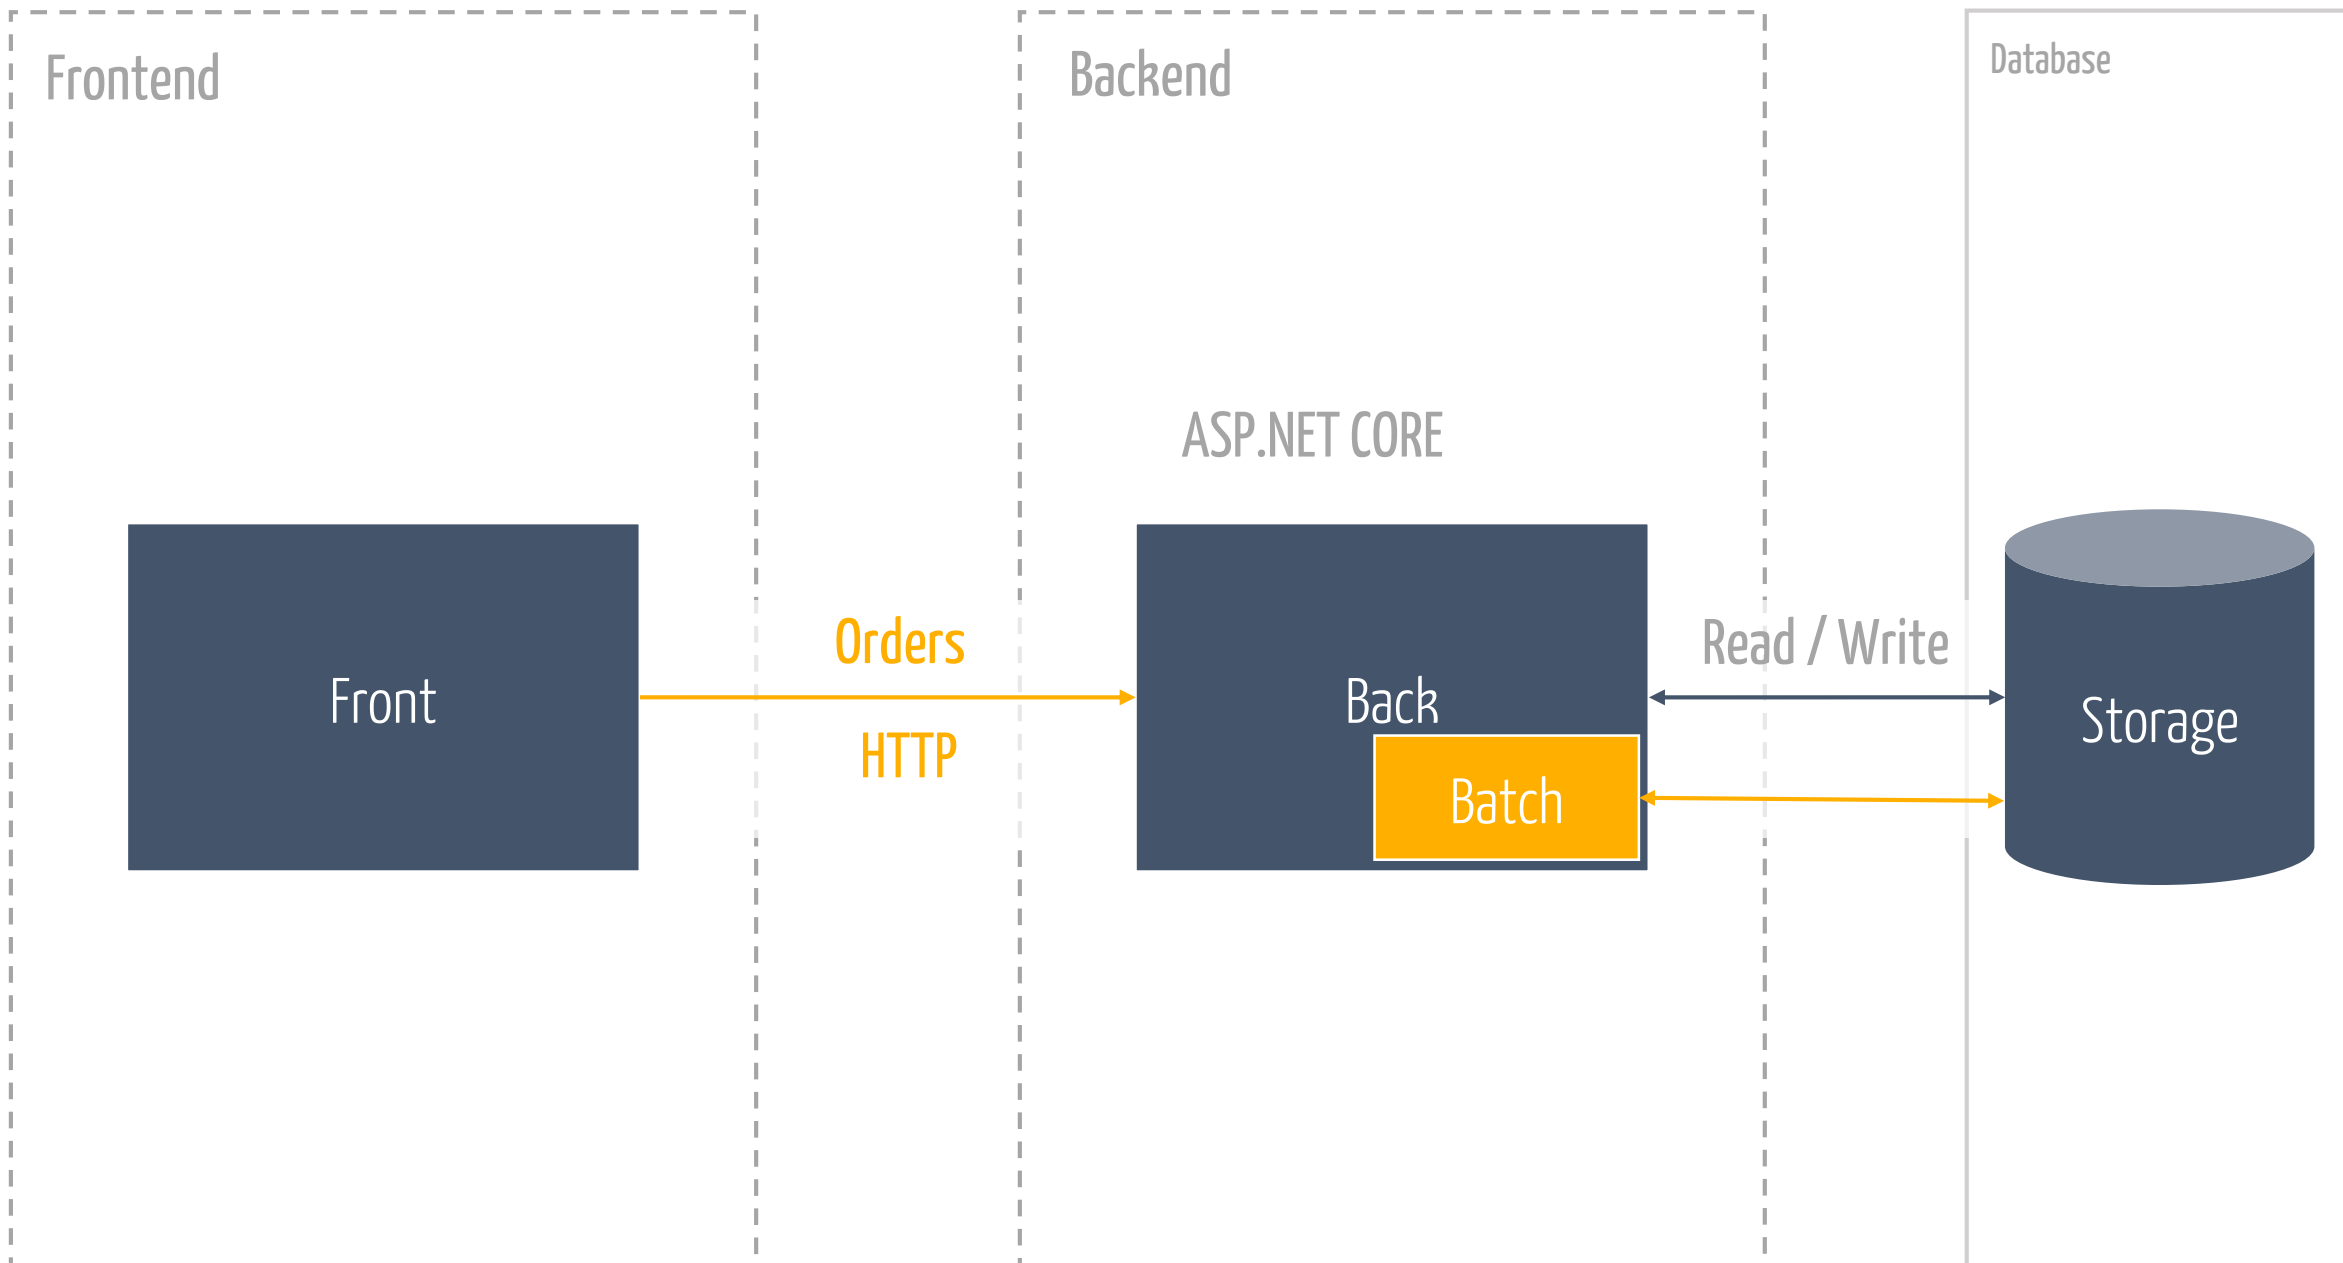 Frontend
Backend
Database
ASP.NET CORE
Orders
Read / Write
Front
Back
Storage
HTTP
Batch